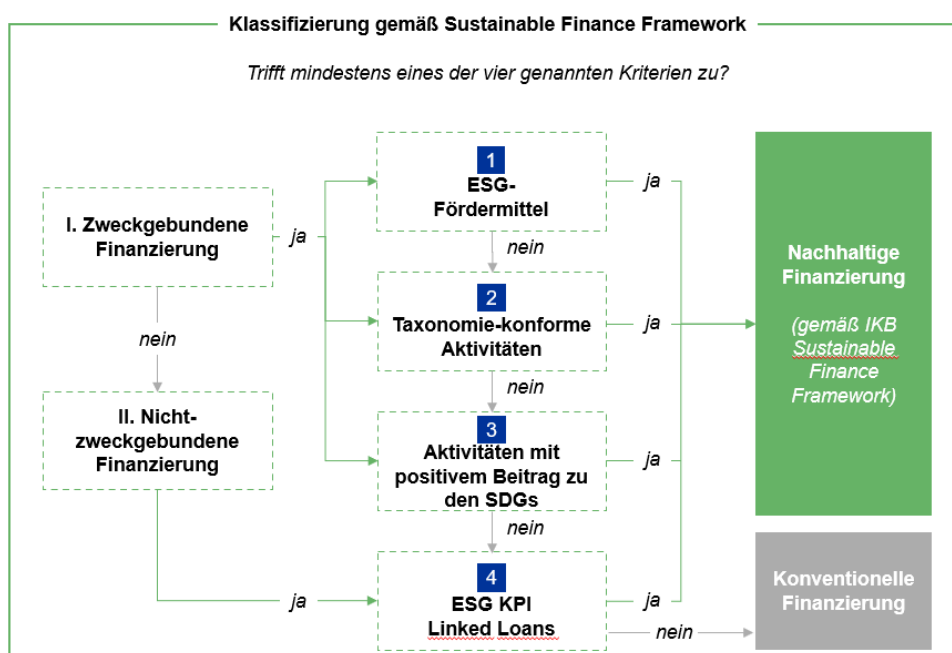 Klassifizierung gemäß Sustainable Finance Framework
Trifft mindestens eines der vier genannten Kriterien zu?
I. Zweckgebundene
Finanzierung
ja
nein
II. Nicht-
zweckgebundene
Finanzierung
ja
1
ESG-
Fördermittel
ja
nein
2
Taxonomie-konforme
Aktivitäten
ja
nein
3
Aktivitäten mit
positivem Beitrag zu
den SDGs
ja
nein
4
ESG KPI
Linked Loans
ja
nein
Nachhaltige
Finanzierung
(gemäß IKB
Sustainable
Finance
Framework)
Konventionelle
Finanzierung